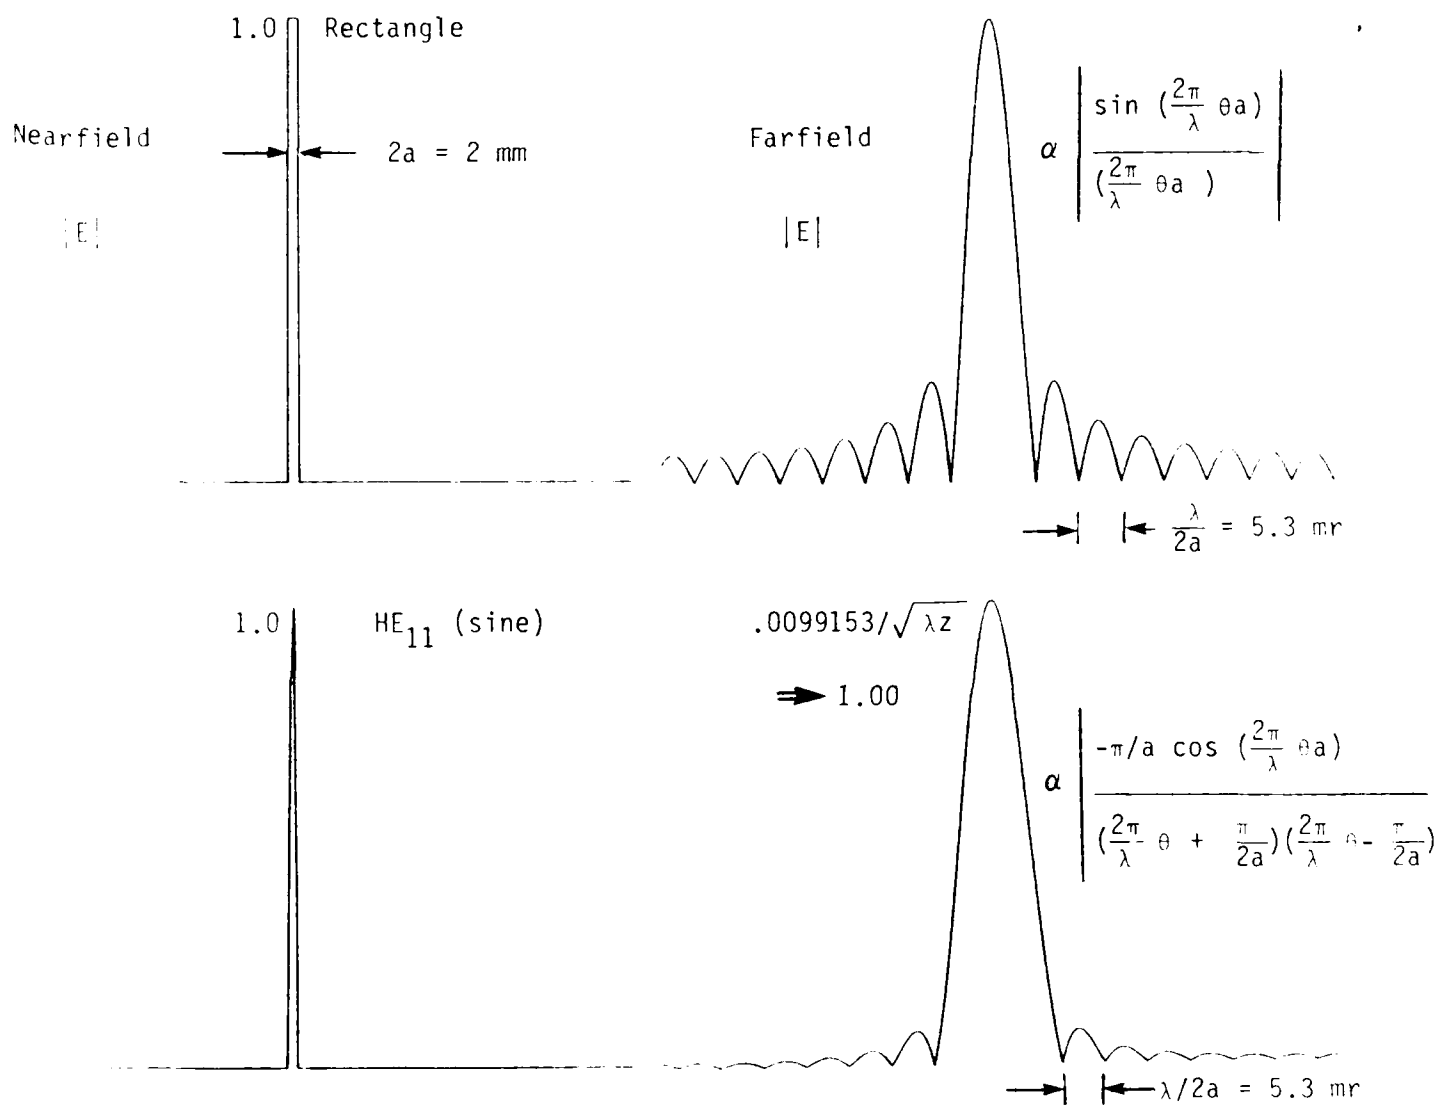 1.0 Rectangle
Nearfield
2a = 2 mm
|E|
Farfield
|E|
α | sin (2π/λ θa) / (2π/λ θa ) |
λ/2a = 5.3 mr
1.0 HE11 (sine)
.0099153/√λz
⇒ 1.00
α | -π/a cos (2π/λ θa) / (2π/λ θ + π/2a)(2π/λ θ - π/2a)
λ/2a = 5.3 mr